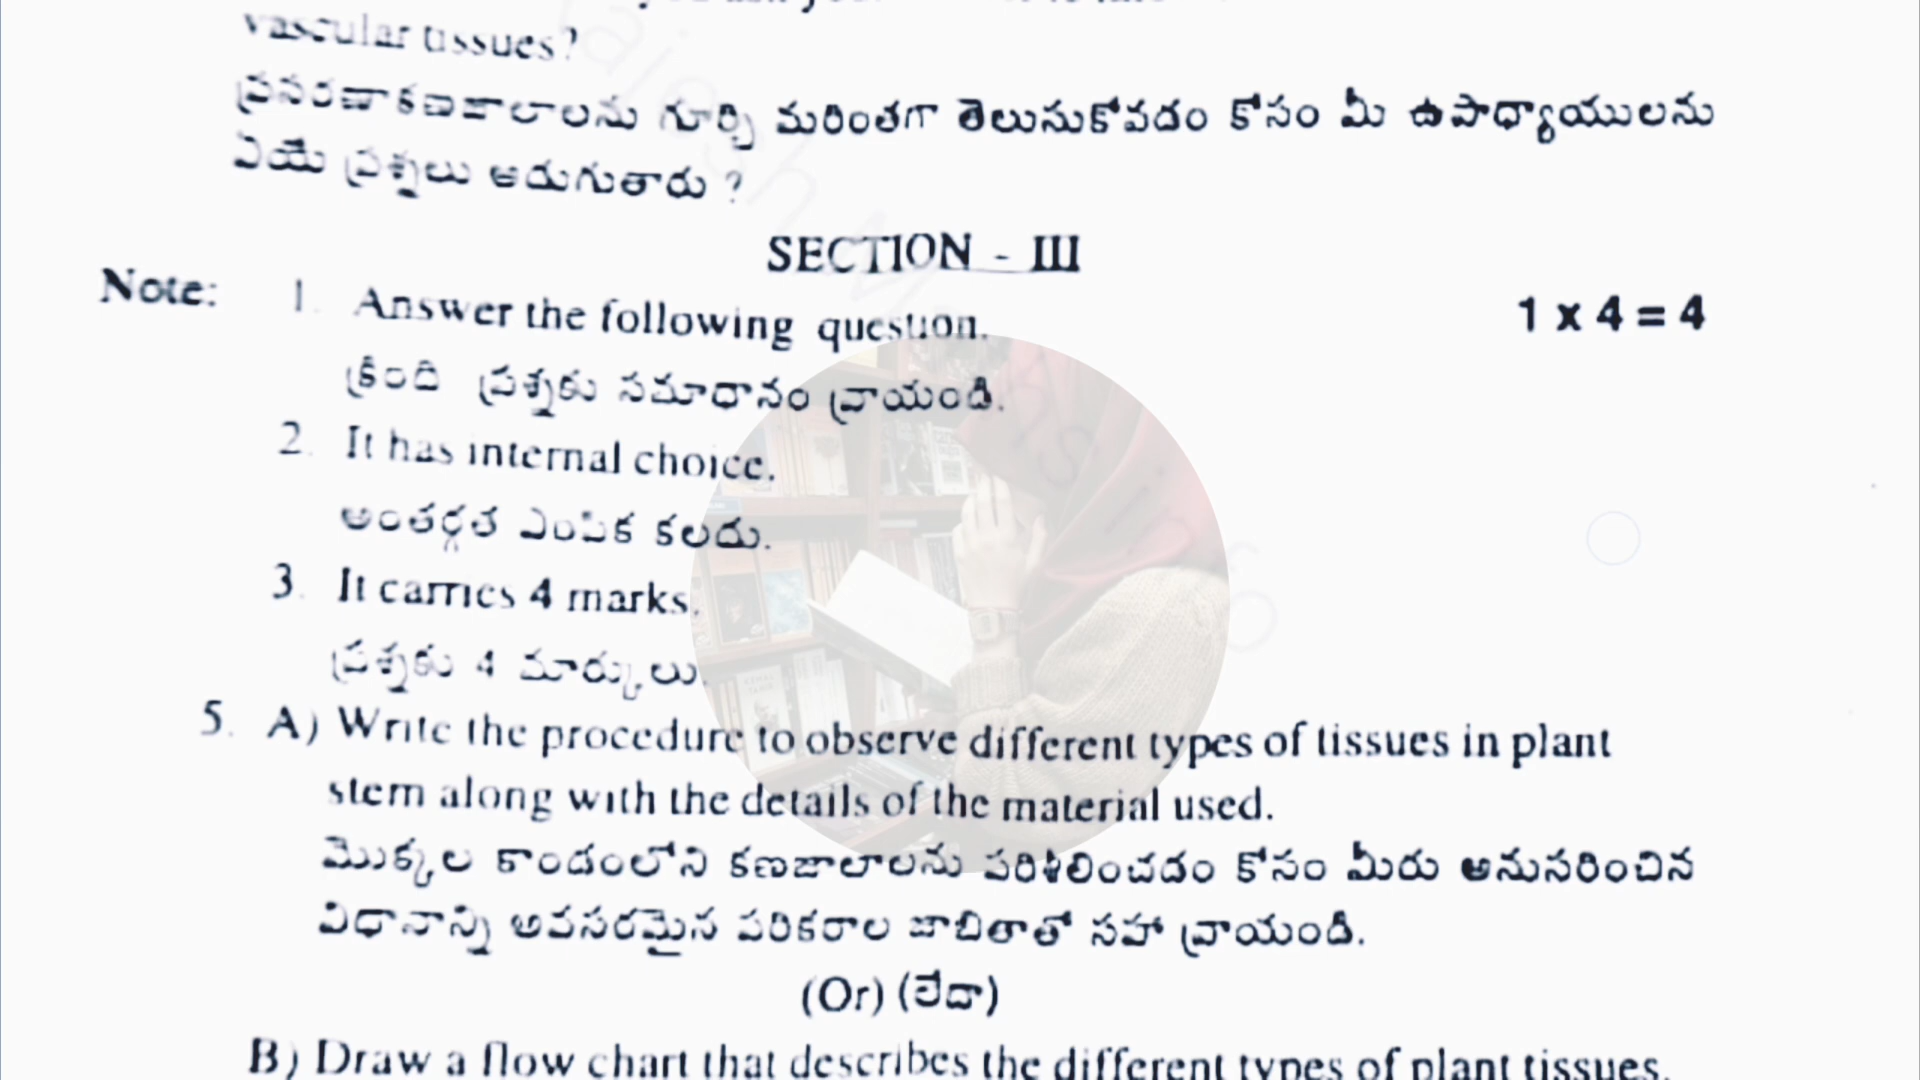 vascular tissues?
ప్రసరణాకణజాలాలను గూర్చి మరింతగా తెలుసుకోవడం కోసం మీ ఉపాధ్యాయులను
ఏయే ప్రశ్నలు అడుగుతారు ?
SECTION - III
Note: 1. Answer the following question. 1 x 4 = 4
క్రింది ప్రశ్నకు సమాధానం వ్రాయండి.
2. It has internal choice.
అంతర్గత ఎంపిక కలదు.
3. It carries 4 marks.
ప్రశ్నకు 4 మార్కులు.
5. A) Write the procedure to observe different types of tissues in plant
stem along with the details of the material used.
మొక్కల కాండంలోని కణజాలాలను పరిశీలించడం కోసం మీరు అనుసరించిన
విధానాన్ని అవసరమైన పరికరాల జాబితాతో సహా వ్రాయండి.
(Or) (లేదా)
B) Draw a flow chart that describes the different types of plant tissues.